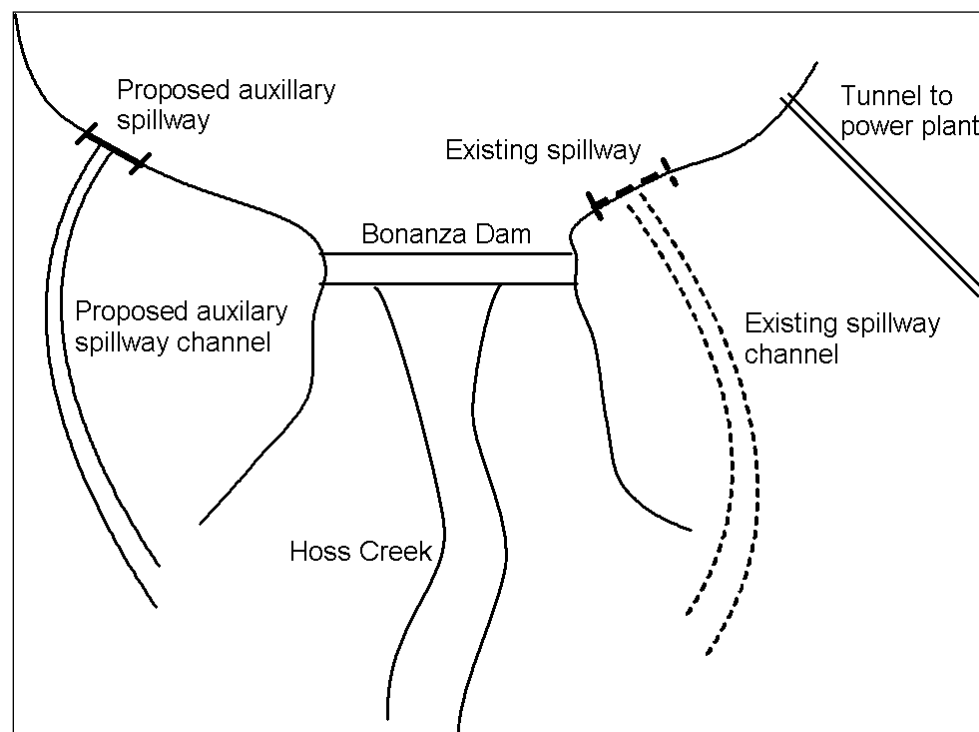 Proposed auxillary
spillway
Existing spillway
Tunnel to
power plant
Bonanza Dam
Proposed auxilary
spillway channel
Existing spillway
channel
Hoss Creek